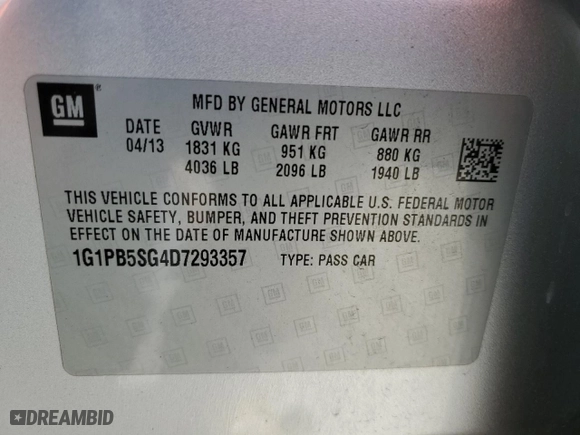 GM ®
MFD BY GENERAL MOTORS LLC
DATE GVWR GAWR FRT GAWR RR
04/13 1831 KG 951 KG 880 KG
4036 LB 2096 LB 1940 LB
THIS VEHICLE CONFORMS TO ALL APPLICABLE U.S. FEDERAL MOTOR
VEHICLE SAFETY, BUMPER, AND THEFT PREVENTION STANDARDS IN
EFFECT ON THE DATE OF MANUFACTURE SHOWN ABOVE.
1G1PB5SG4D7293357 TYPE: PASS CAR
DREAMBID